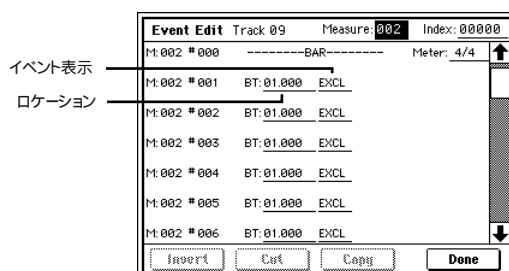 Event Edit Track 09 Measure: 002 Index: 00000
M: 002 #000 --------BAR-------- Meter: 4/4
イベント表示
M: 002 #001 BT: 01.000 EXCL
ロケーション
M: 002 #002 BT: 01.000 EXCL
M: 002 #003 BT: 01.000 EXCL
M: 002 #004 BT: 01.000 EXCL
M: 002 #005 BT: 01.000 EXCL
M: 002 #006 BT: 01.000 EXCL
Insert Cut Copy Done